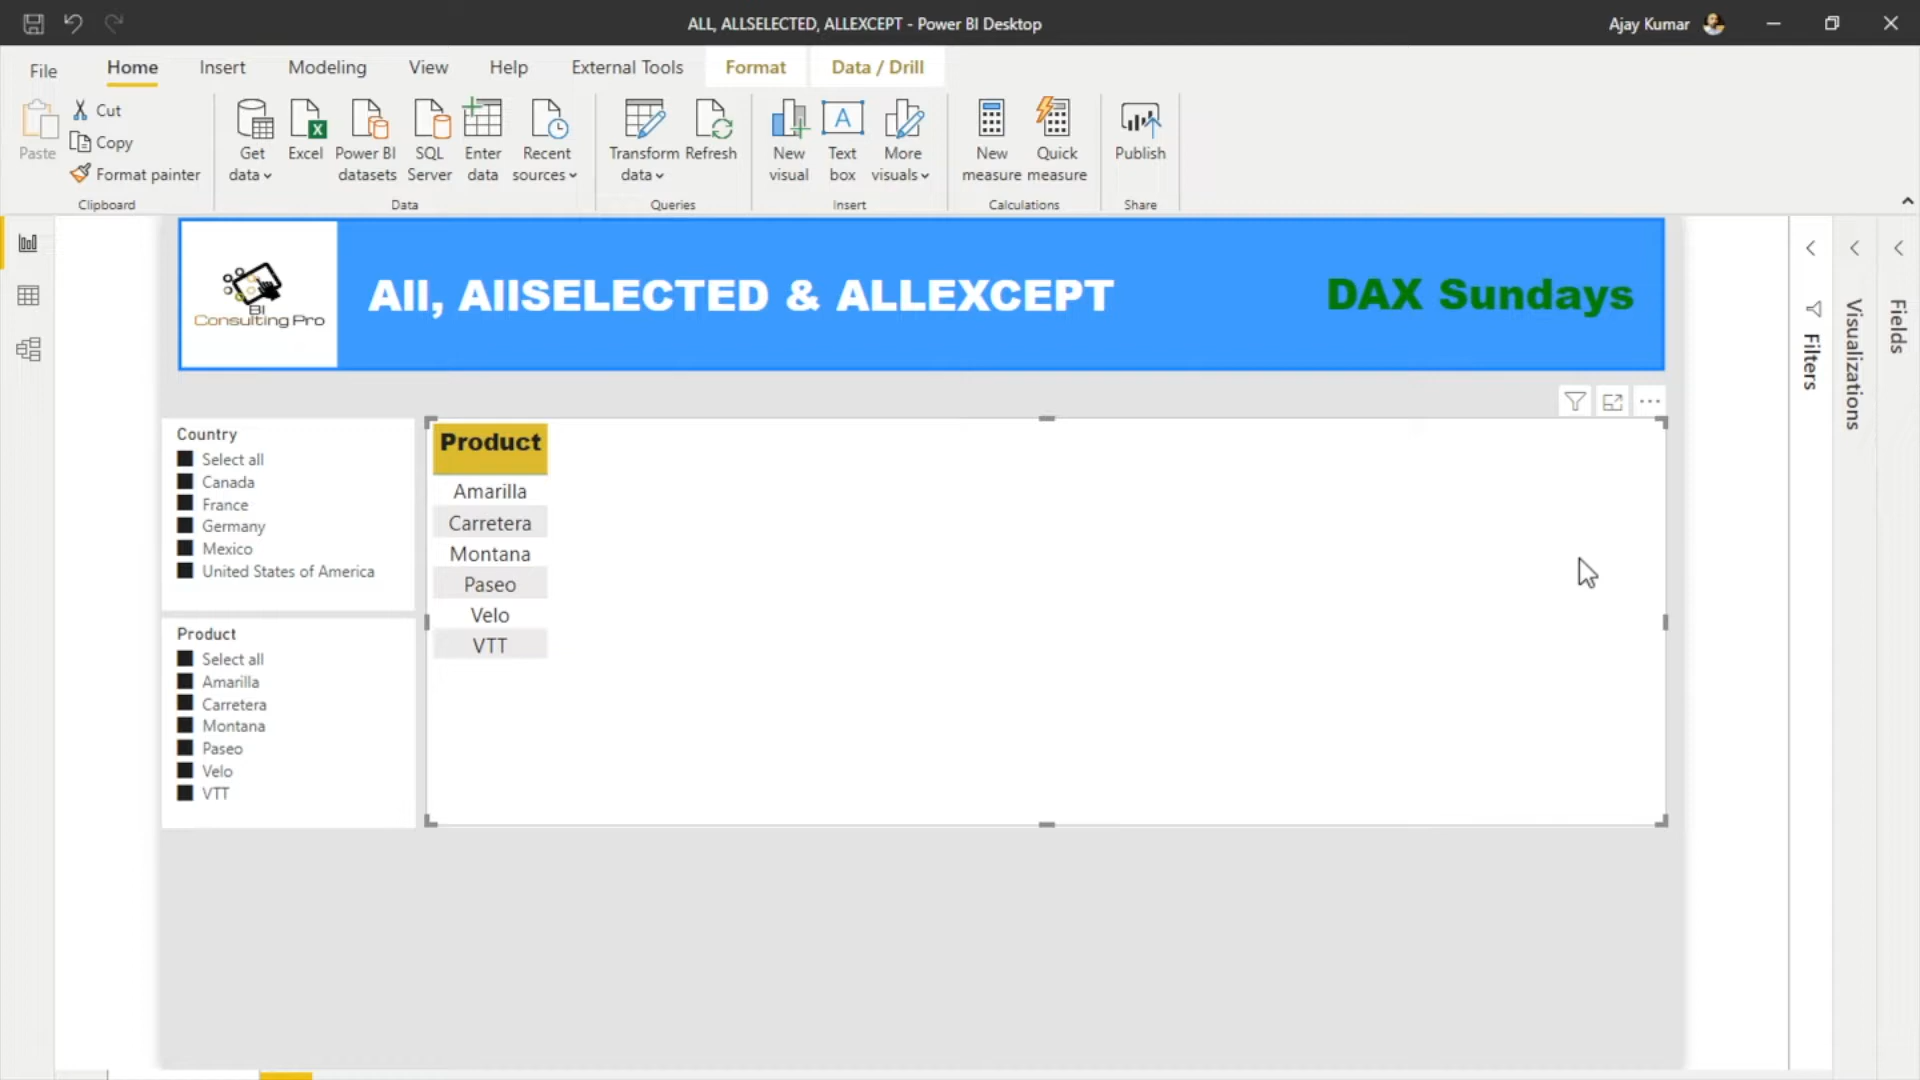 ALL, ALLSELECTED, ALLEXCEPT - Power BI Desktop
Ajay Kumar
File
Home
Insert
Modeling
View
Help
External Tools
Format
Data / Drill
Paste
Cut
Copy
Format painter
Clipboard
Get data
Excel
Power BI datasets
SQL Server
Enter data
Recent sources
Data
Transform data
Refresh
Queries
New visual
Text box
More visuals
Insert
New measure
Quick measure
Calculations
Publish
Share
BI
Consulting Pro
All, AllSELECTED & ALLEXCEPT
DAX Sundays
Country
Select all
Canada
France
Germany
Mexico
United States of America
Product
Select all
Amarilla
Carretera
Montana
Paseo
Velo
VTT
Product
Amarilla
Carretera
Montana
Paseo
Velo
VTT
Filters
Visualizations
Fields